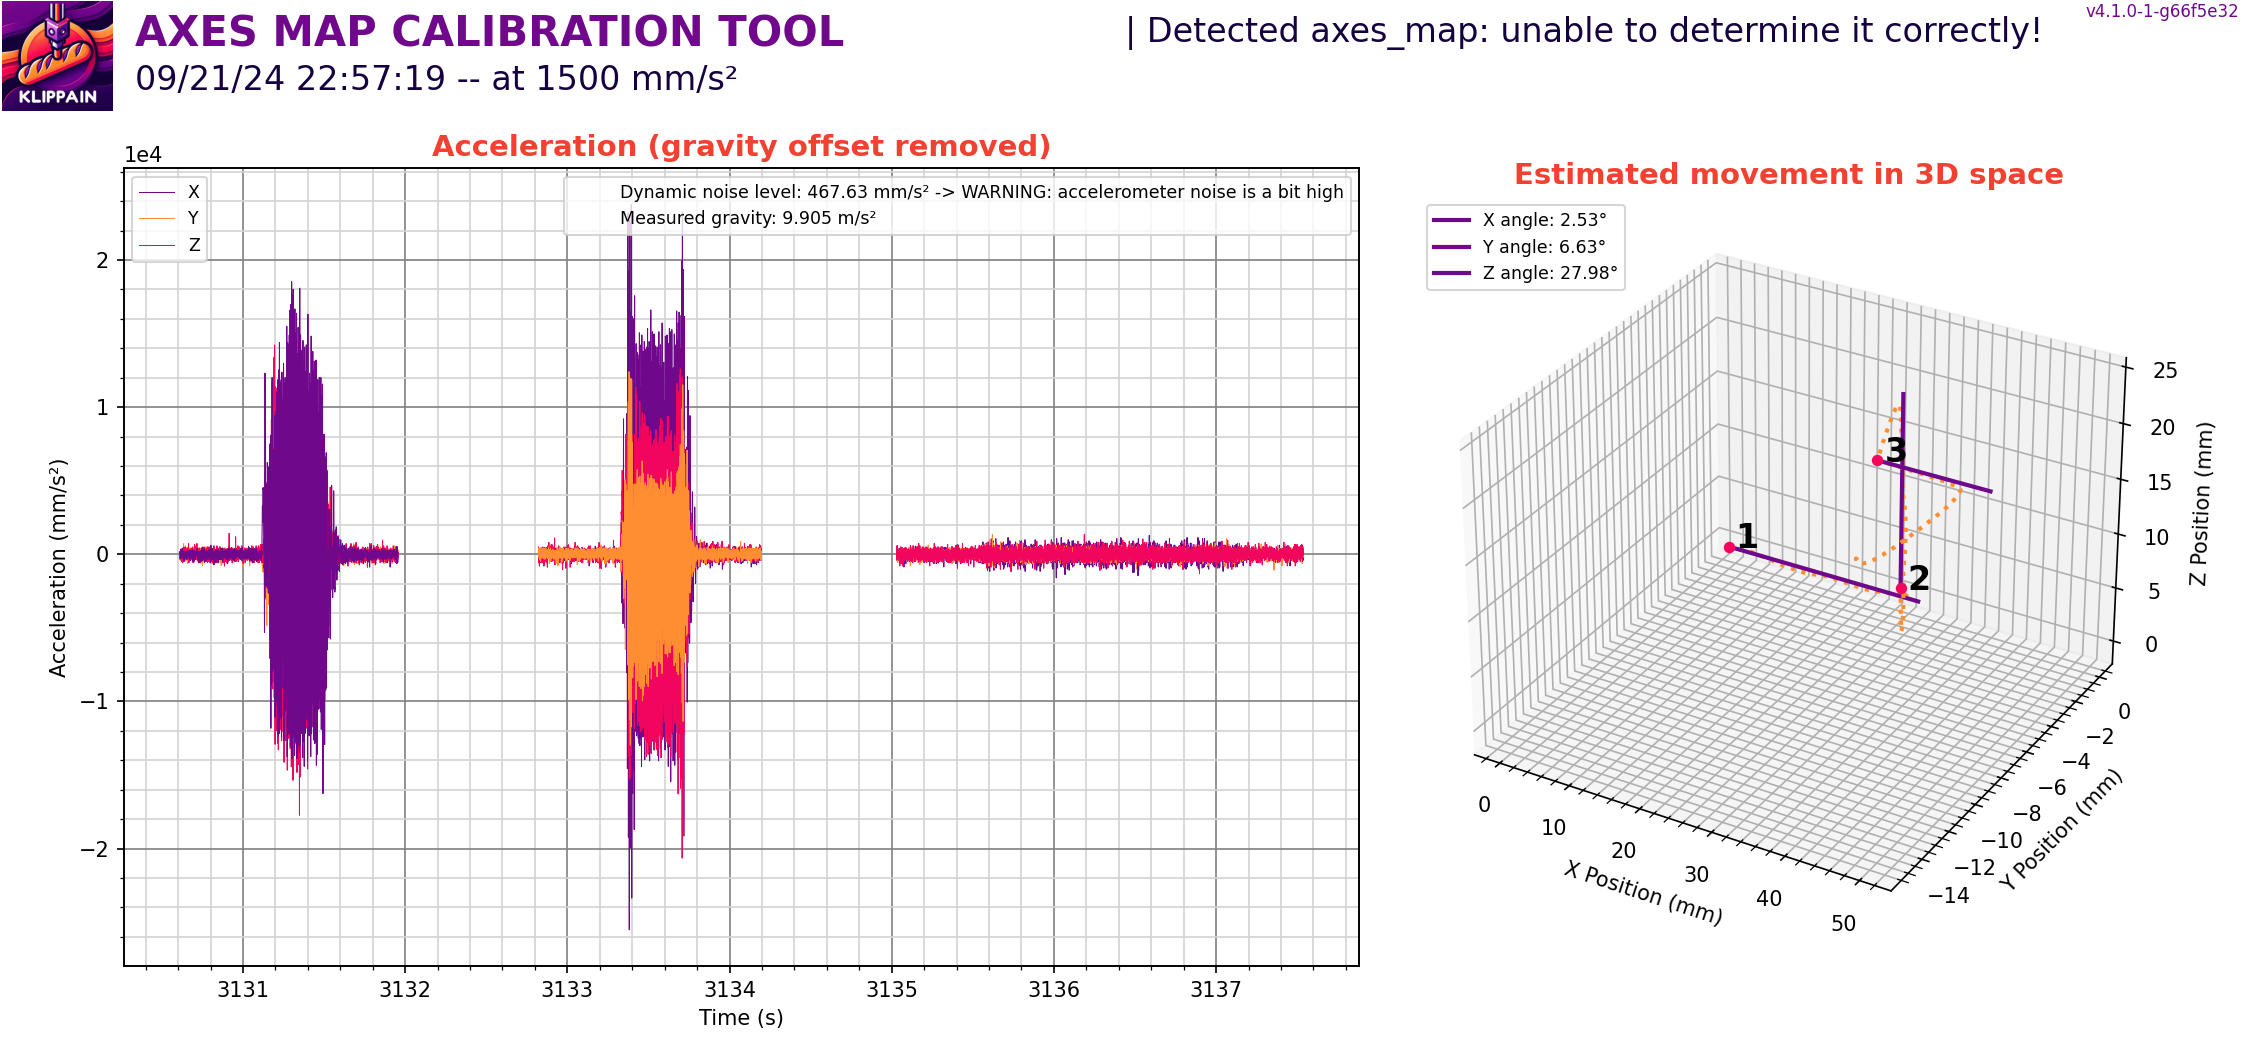 AXES MAP CALIBRATION TOOL
| Detected axes_map: unable to determine it correctly!
v4.1.0-1-g66f5e32
09/21/24 22:57:19 -- at 1500 mm/s²
KLIPPAIN
Acceleration (gravity offset removed)
1e4
X
Y
Z
Dynamic noise level: 467.63 mm/s² -> WARNING: accelerometer noise is a bit high
Measured gravity: 9.905 m/s²
2
1
0
−1
−2
Acceleration (mm/s²)
3131
3132
3133
3134
3135
3136
3137
Time (s)
Estimated movement in 3D space
X angle: 2.53°
Y angle: 6.63°
Z angle: 27.98°
1
2
3
25
20
15
10
5
0
Z Position (mm)
0
−2
−4
−6
−8
−10
−12
−14
Y Position (mm)
0
10
20
30
40
50
X Position (mm)